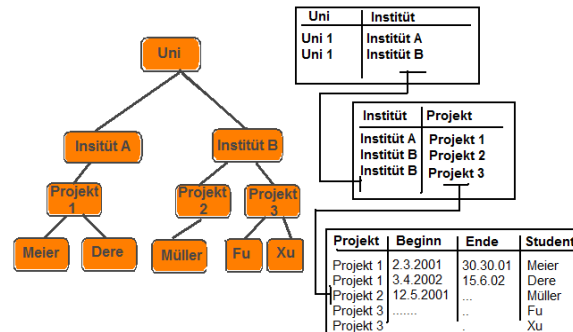 Uni
Insitüt A
Institüt B
Projekt
1
Projekt
2
Projekt
3
Meier
Dere
Müller
Fu
Xu
Uni Institüt
Uni 1 Institüt A
Uni 1 Institüt B
Institüt Projekt
Institüt A Projekt 1
Institüt B Projekt 2
Institüt B Projekt 3
Projekt Beginn Ende Student
Projekt 1 2.3.2001 30.30.01 Meier
Projekt 1 3.4.2002 15.6.02 Dere
Projekt 2 12.5.2001 ... Müller
Projekt 3 ....... .. Fu
Projekt 3 . Xu